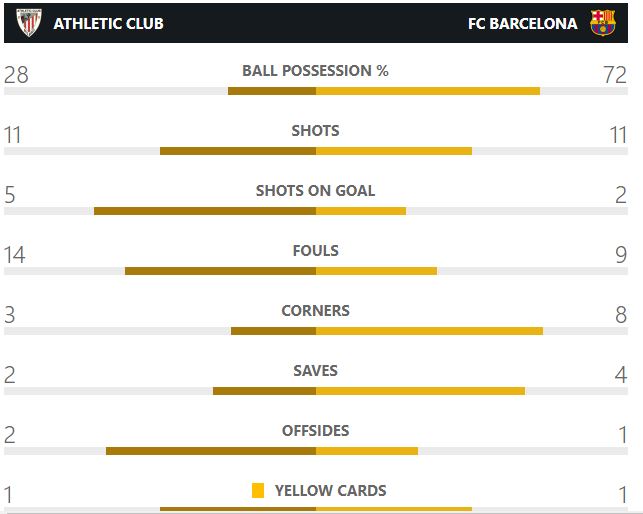 ATHLETIC CLUB FC BARCELONA
28 BALL POSSESSION % 72
11 SHOTS 11
5 SHOTS ON GOAL 2
14 FOULS 9
3 CORNERS 8
2 SAVES 4
2 OFFSIDES 1
1 YELLOW CARDS 1